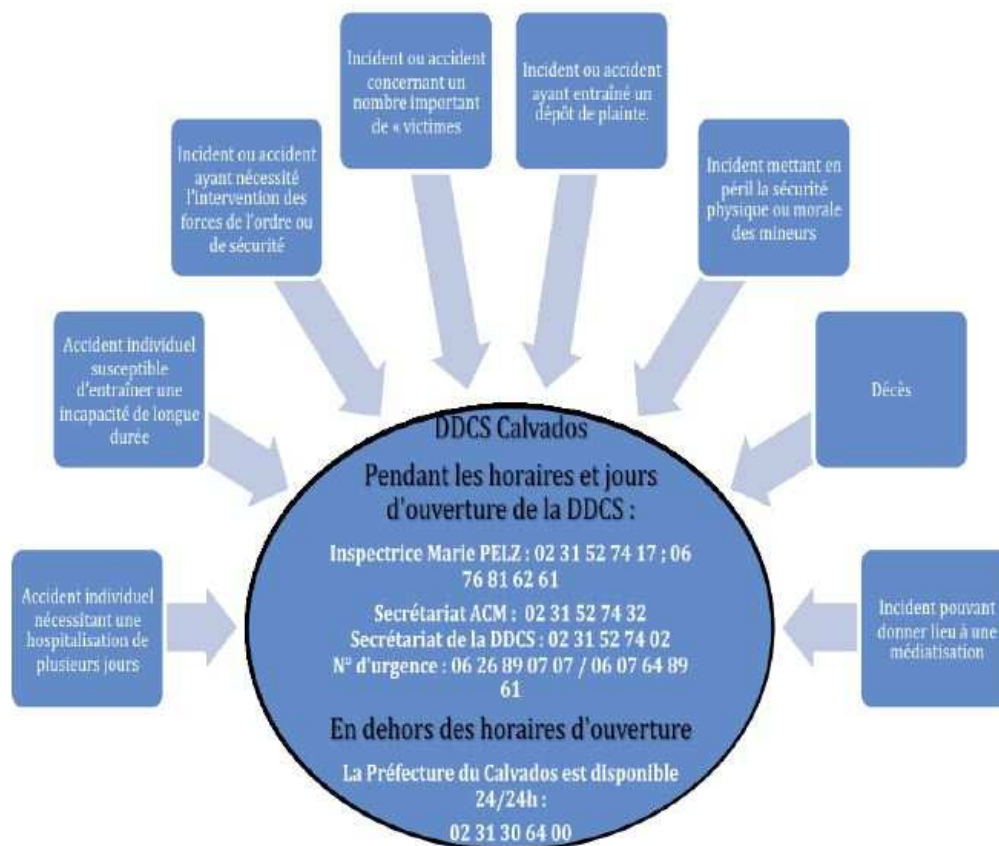 Incident ou accident
concernant un
nombre important
de « victimes
Incident ou accident
ayant entraîné un
dépôt de plainte.
Incident ou accident
ayant nécessité
l'intervention des
forces de l'ordre ou
de sécurité
Incident mettant en
péril la sécurité
physique ou morale
des mineurs
Accident individuel
susceptible
d'entraîner une
incapacité de longue
durée
Décès
Accident individuel
nécessitant une
hospitalisation de
plusieurs jours
Incident pouvant
donner lieu à une
médiatisation
DDCS Calvados
Pendant les horaires et jours
d'ouverture de la DDCS :
Inspectrice Marie PELZ : 02 31 52 74 17 ; 06
76 81 62 61
Secrétariat ACM : 02 31 52 74 32
Secrétariat de la DDCS : 02 31 52 74 02
N° d'urgence : 06 26 89 07 07 / 06 07 64 89
61
En dehors des horaires d'ouverture
La Préfecture du Calvados est disponible
24/24h :
02 31 30 64 00